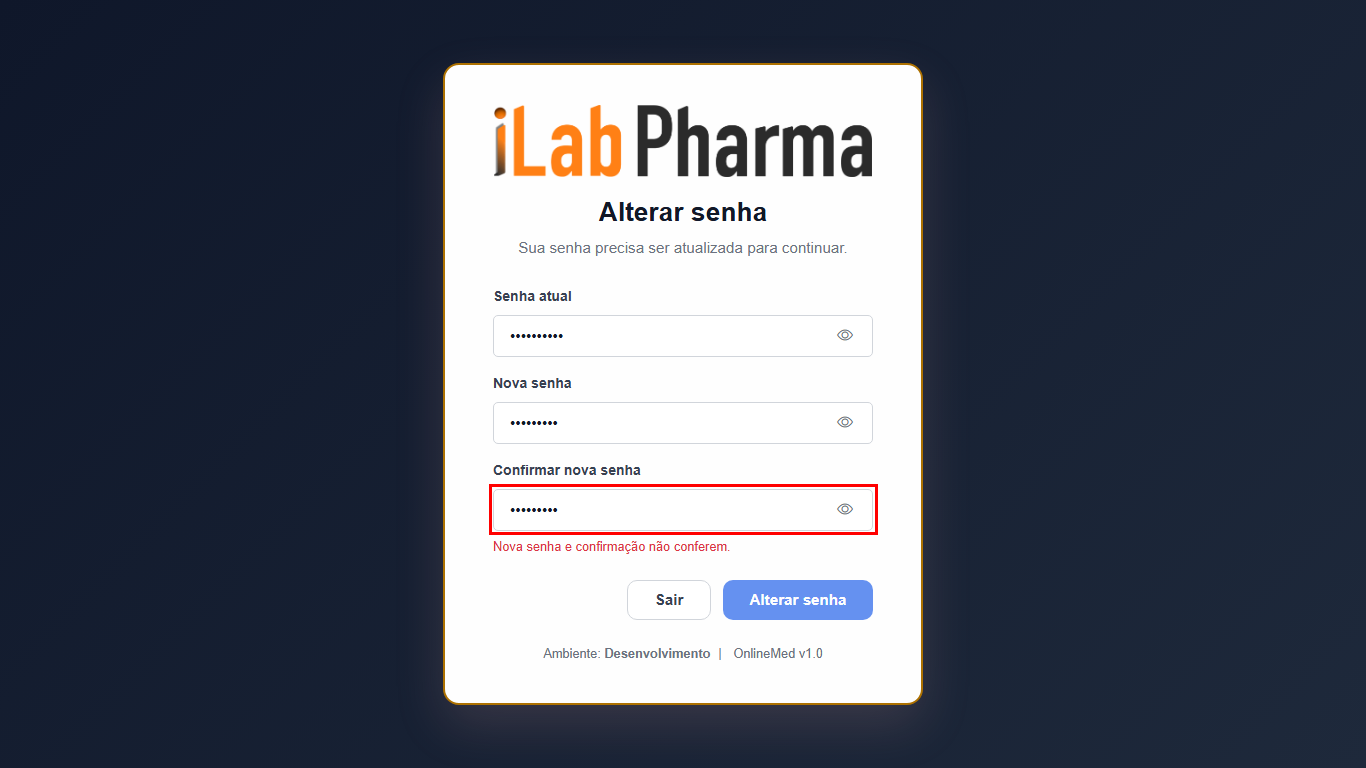 iLab Pharma
Alterar senha
Sua senha precisa ser atualizada para continuar.
Senha atual
••••••••••
Nova senha
•••••••••
Confirmar nova senha
•••••••••
Nova senha e confirmação não conferem.
Sair
Alterar senha
Ambiente: Desenvolvimento | OnlineMed v1.0